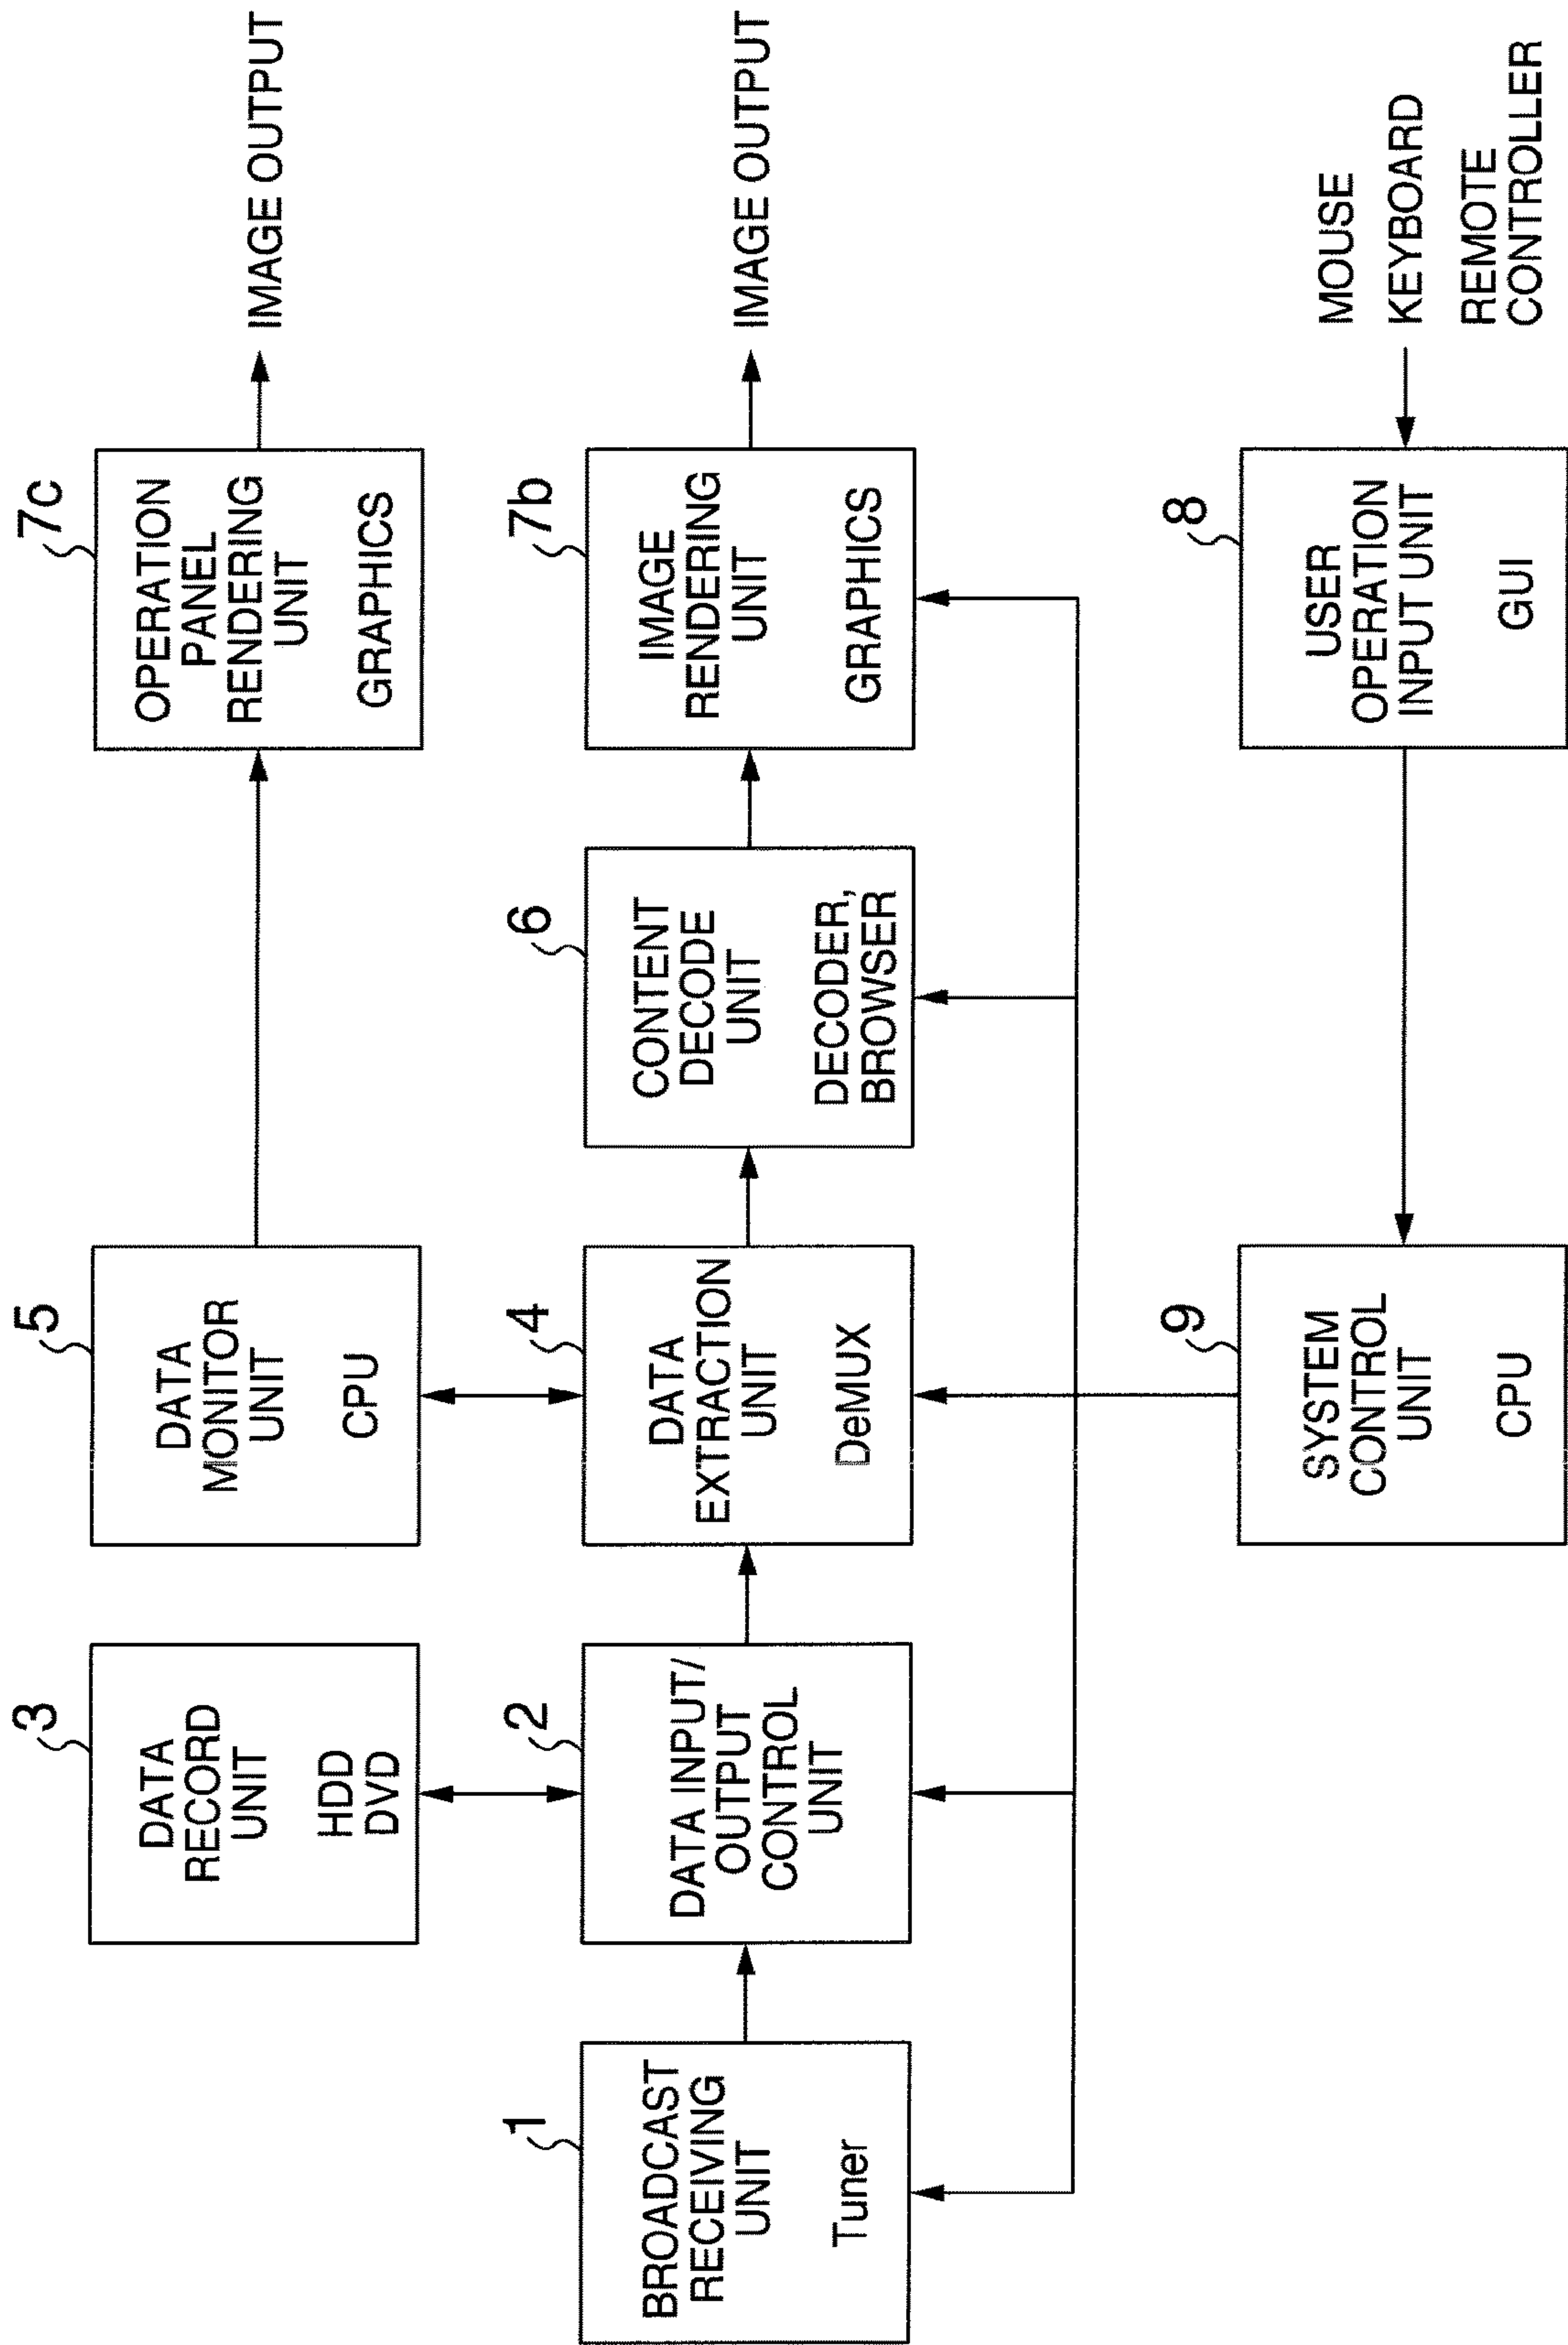 3
DATA
RECORD
UNIT
HDD
DVD
5
DATA
MONITOR
UNIT
CPU
7c
OPERATION
PANEL
RENDERING
UNIT
GRAPHICS
IMAGE OUTPUT
1
BROADCAST
RECEIVING
UNIT
Tuner
2
DATA INPUT/
OUTPUT
CONTROL
UNIT
4
DATA
EXTRACTION
UNIT
DeMUX
6
CONTENT
DECODE
UNIT
DECODER,
BROWSER
7b
IMAGE
RENDERING
UNIT
GRAPHICS
IMAGE OUTPUT
9
SYSTEM
CONTROL
UNIT
CPU
8
USER
OPERATION
INPUT UNIT
GUI
MOUSE
KEYBOARD
REMOTE
CONTROLLER